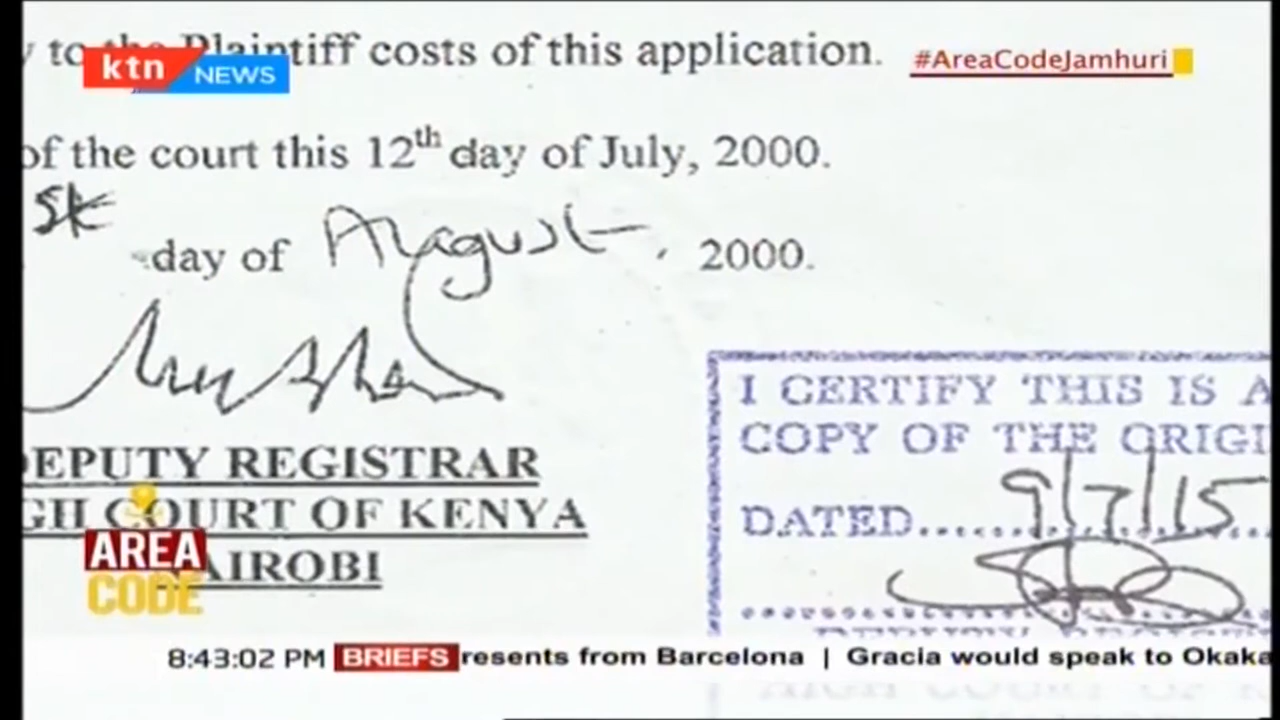 to the Plaintiff costs of this application.
ktn NEWS
#AreaCodeJamhuri
of the court this 12th day of July, 2000.
day of August, 2000.
DEPUTY REGISTRAR
GH COURT OF KENYA
NAIROBI
I CERTIFY THIS IS A
COPY OF THE ORIGI
DATED 9/7/15
AREA
CODE
8:43:02 PM BRIEFS resents from Barcelona | Gracia would speak to Okaka